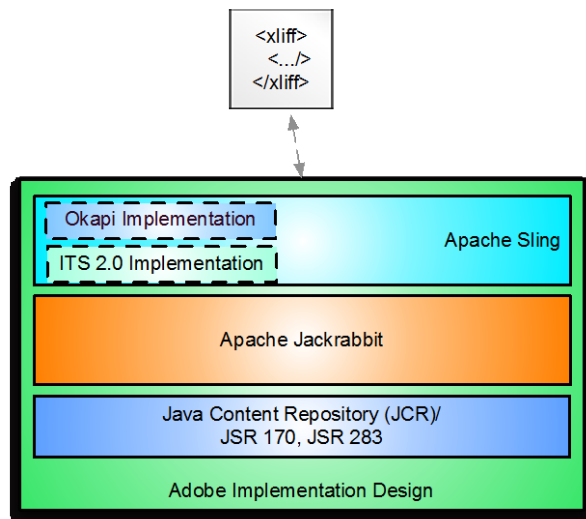 <xliff>
<.../>
</xliff>
Okapi Implementation
ITS 2.0 Implementation
Apache Sling
Apache Jackrabbit
Java Content Repository (JCR)/
JSR 170, JSR 283
Adobe Implementation Design